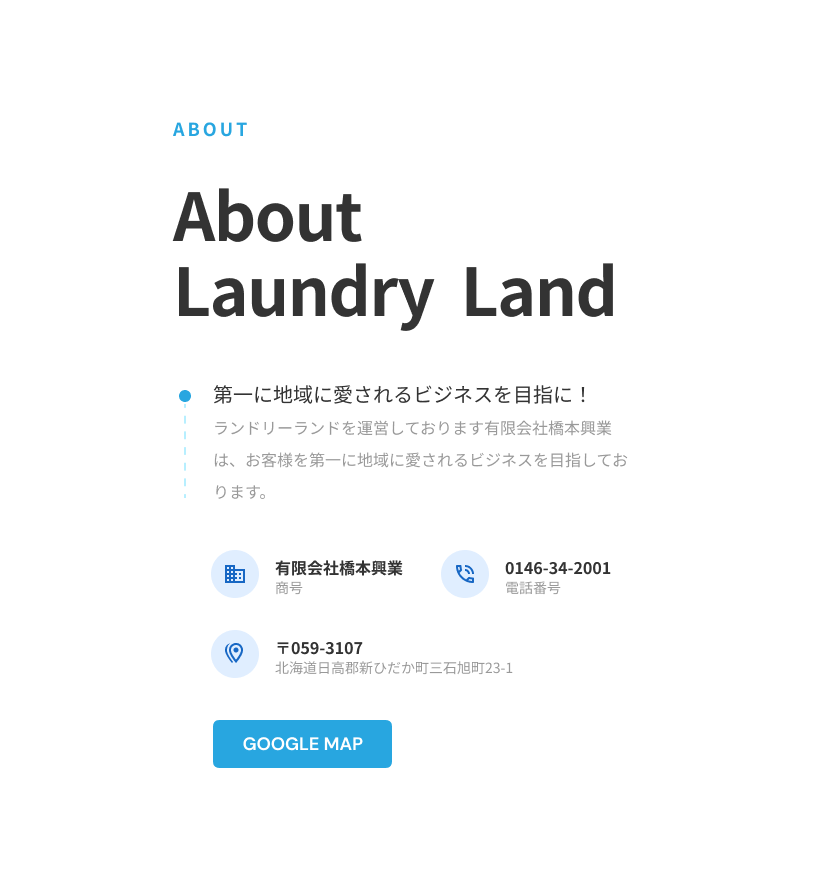 ABOUT
About
Laundry Land
第一に地域に愛されるビジネスを目指に！
ランドリーランドを運営しております有限会社橋本興業
は、お客様を第一に地域に愛されるビジネスを目指してお
ります。
有限会社橋本興業
商号
0146-34-2001
電話番号
〒059-3107
北海道日高郡新ひだか町三石旭町23-1
GOOGLE MAP